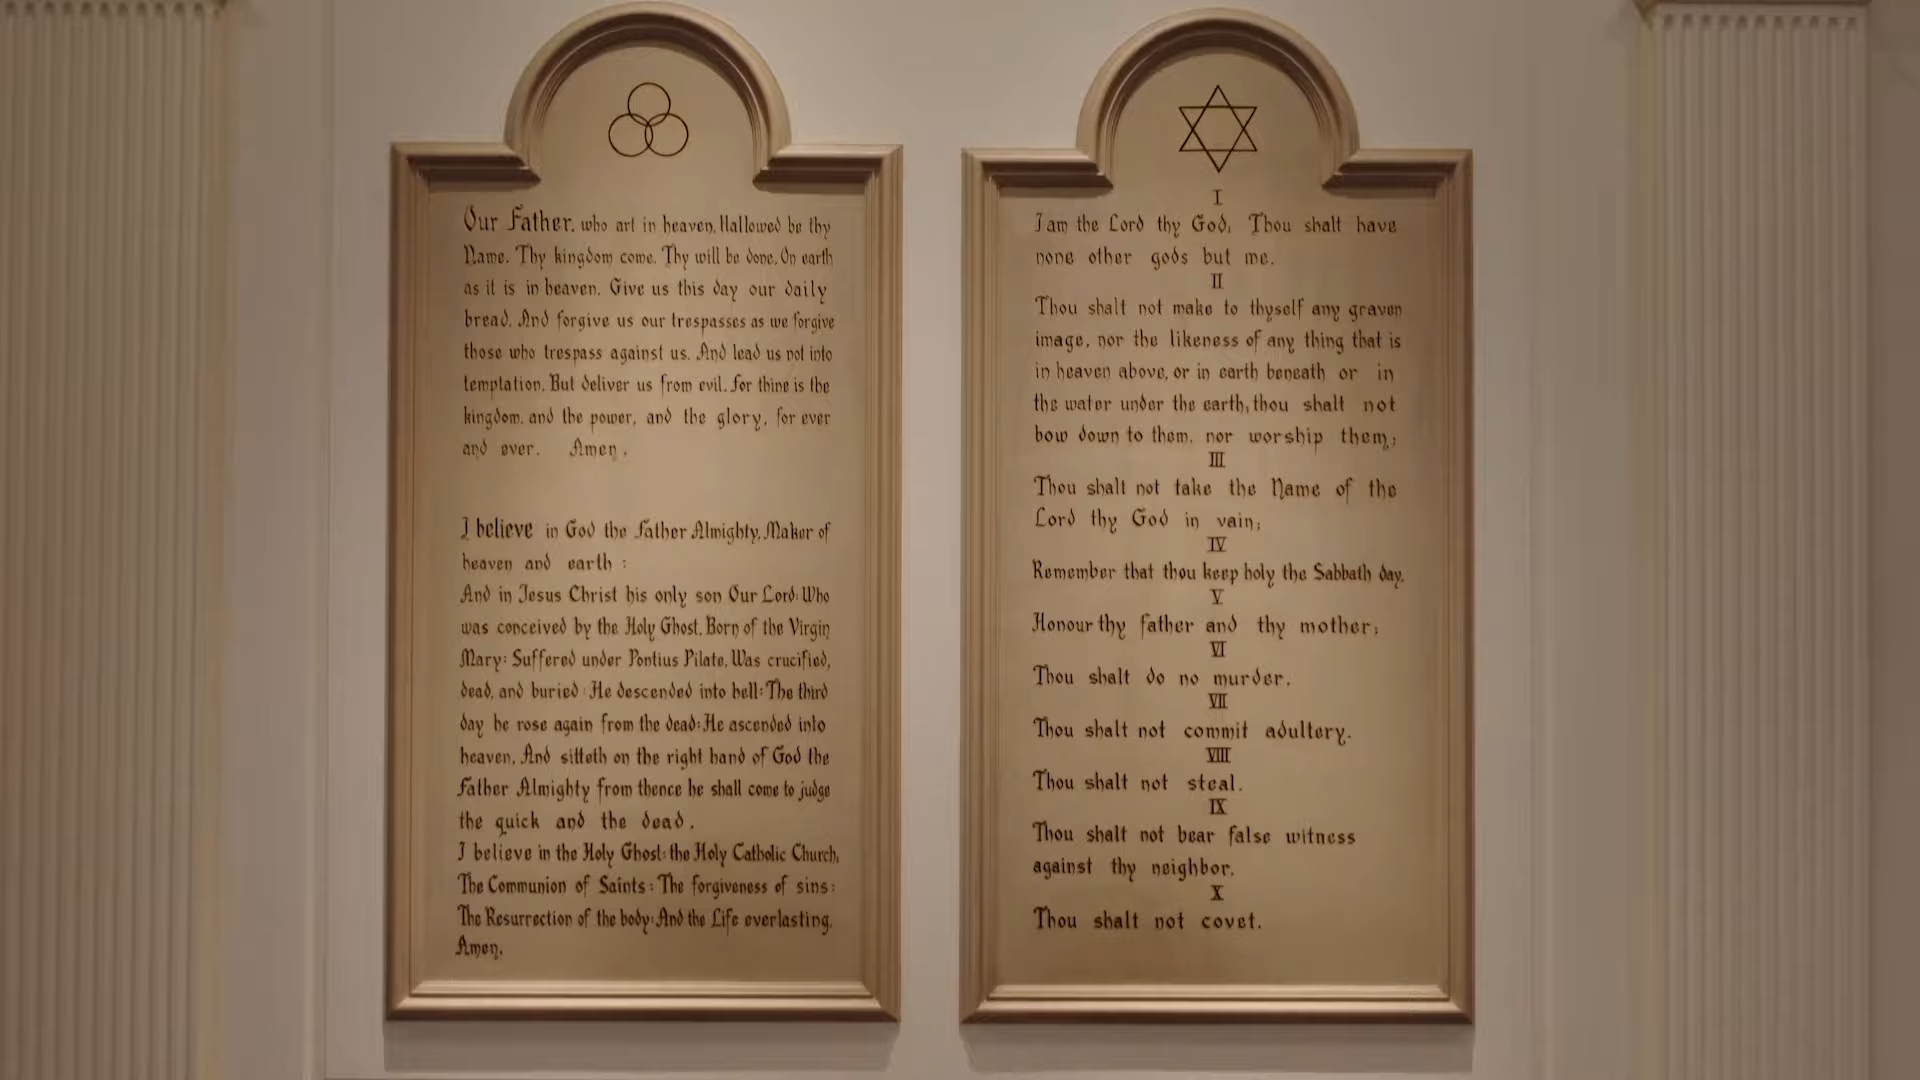 Our Father, who art in heaven, Hallowed be thy
Name. Thy kingdom come. Thy will be done, On earth
as it is in heaven. Give us this day our daily
bread. And forgive us our trespasses as we forgive
those who trespass against us. And lead us not into
temptation, But deliver us from evil. For thine is the
kingdom, and the power, and the glory, for ever
and ever. Amen.
I believe in God the Father Almighty, Maker of
heaven and earth :
And in Jesus Christ his only son Our Lord: Who
was conceived by the Holy Ghost, Born of the Virgin
Mary: Suffered under Pontius Pilate, Was crucified,
dead, and buried: He descended into hell: The third
day he rose again from the dead: He ascended into
heaven, And sitteth on the right hand of God the
Father Almighty from thence he shall come to judge
the quick and the dead.
I believe in the Holy Ghost: the Holy Catholic Church,
The Communion of Saints: The forgiveness of sins:
The Resurrection of the body: And the Life everlasting.
Amen.
I
I am the Lord thy God; Thou shalt have
none other gods but me.
II
Thou shalt not make to thyself any graven
image, nor the likeness of any thing that is
in heaven above, or in earth beneath or in
the water under the earth; thou shalt not
bow down to them, nor worship them;
III
Thou shalt not take the Name of the
Lord thy God in vain;
IV
Remember that thou keep holy the Sabbath day.
V
Honour thy father and thy mother;
VI
Thou shalt do no murder.
VII
Thou shalt not commit adultery.
VIII
Thou shalt not steal.
IX
Thou shalt not bear false witness
against thy neighbor.
X
Thou shalt not covet.